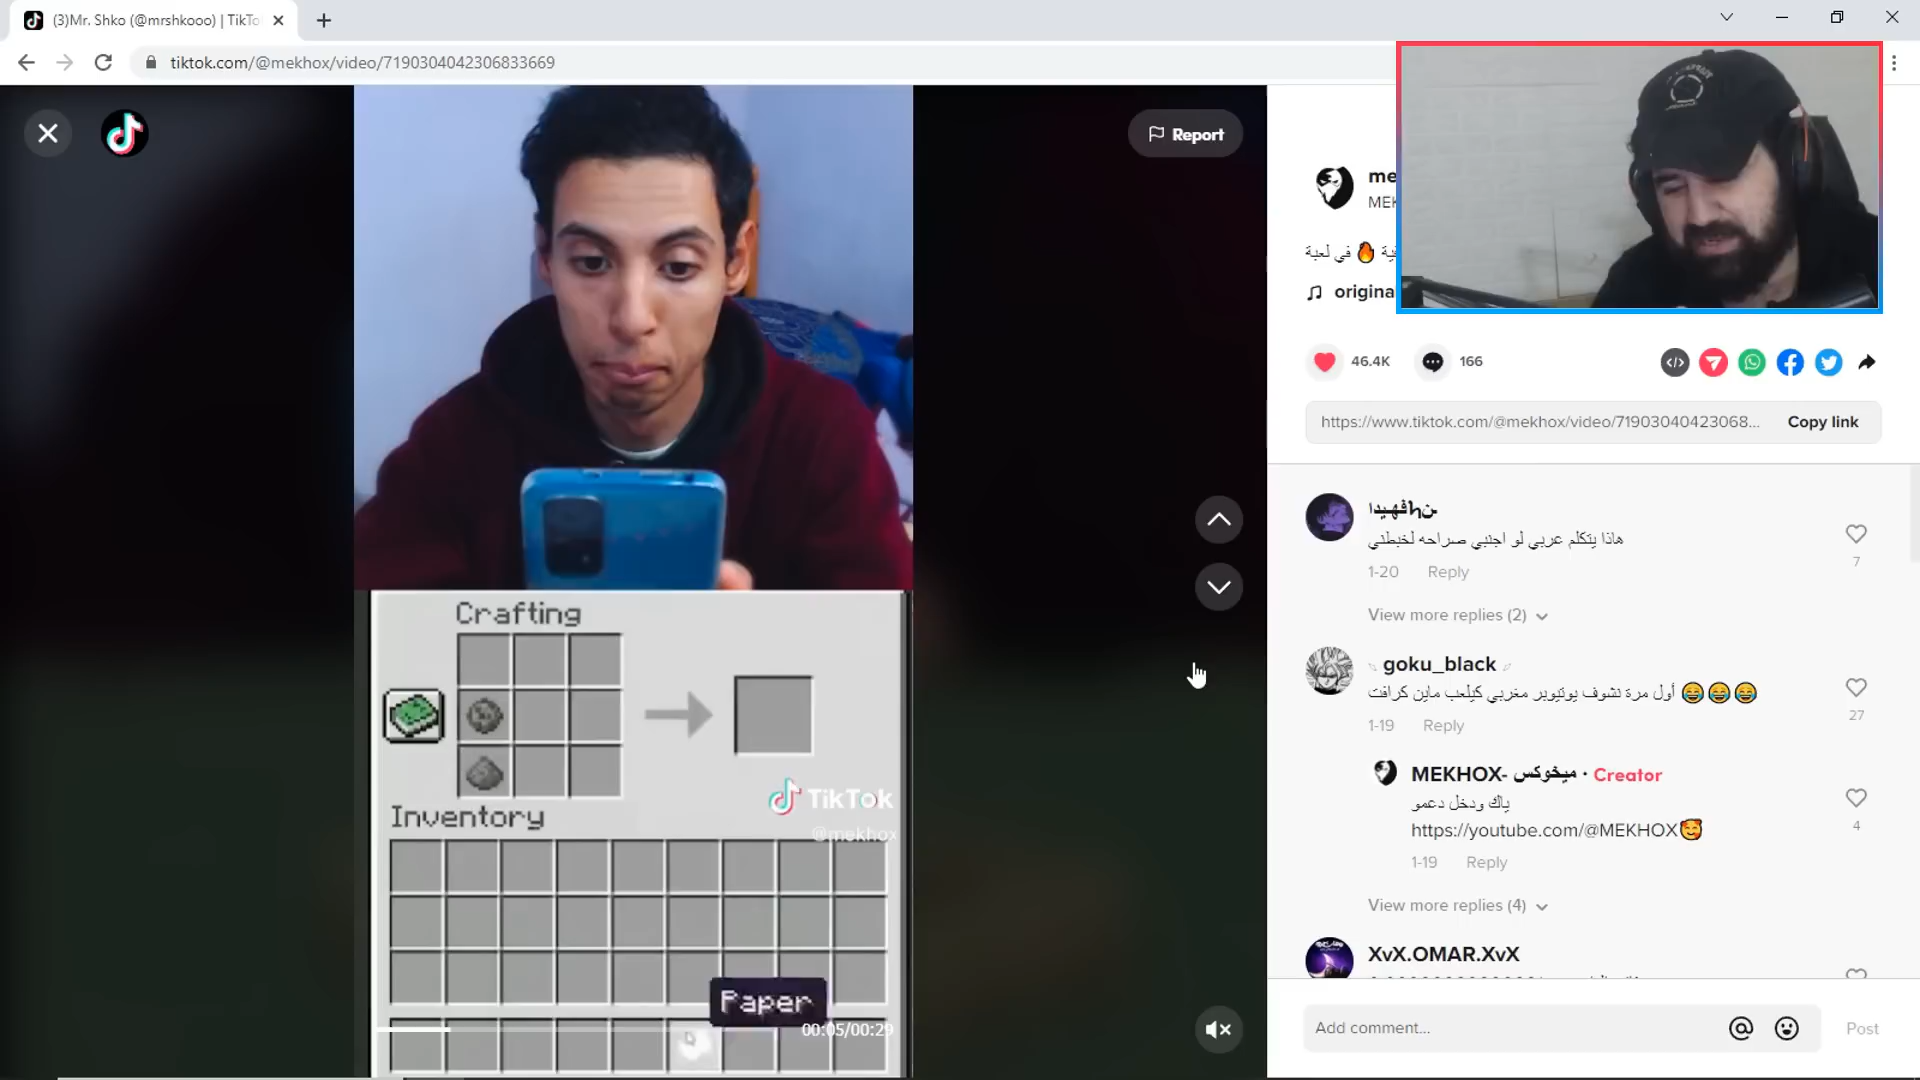 (3)Mr. Shko (@mrshkooo) | TikTo
tiktok.com/@mekhox/video/7190304042306833669
Report
me
MEK
في لعبة 🔥
origina
46.4K
166
https://www.tiktok.com/@mekhox/video/71903040423068...
Copy link
هاذا يتكلم عربي لو اجنبي صراحه لخبطني
7
1-20 Reply
View more replies (2)
goku_black
أول مرة نشوف يوتيوبر مغربي كيلعب ماين كرافت 😂😂😂
27
1-19 Reply
MEKHOX- ميخوكس · Creator
ياك ودخل دعمو
https://youtube.com/@MEKHOX🥰
4
1-19 Reply
View more replies (4)
XvX.OMAR.XvX
Add comment...
Post
Crafting
TikTok
@mekhox
Inventory
Paper
00:05/00:29